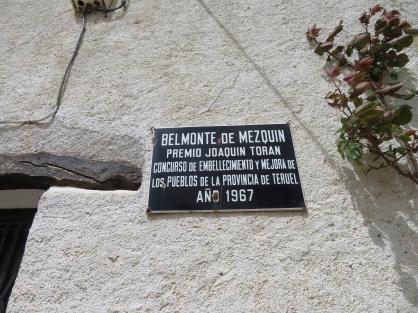 BELMONTE DE MEZQUIN
PREMIO JOAQUIN TORAN
CONCURSO DE EMBELLECIMIENTO Y MEJORA DE
LOS PUEBLOS DE LA PROVINCIA DE TERUEL
AÑO 1967